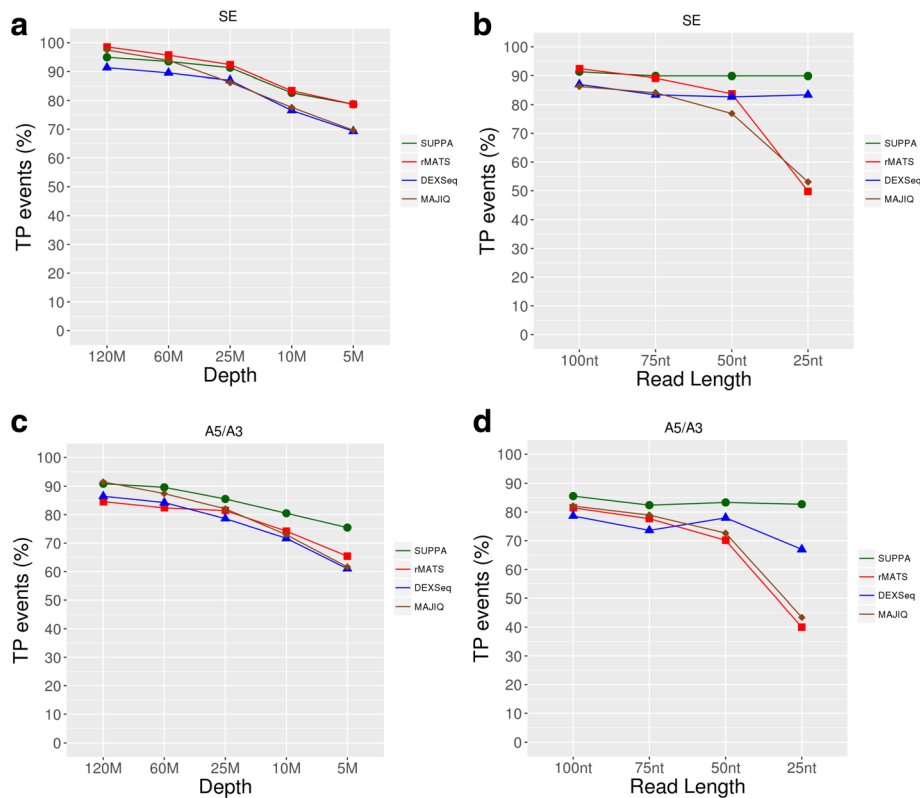 a
SE
TP events (%)
100
90
80
70
60
50
40
30
20
10
0
120M 60M 25M 10M 5M
Depth
SUPPA
rMATS
DEXSeq
MAJIQ
b
SE
TP events (%)
100
90
80
70
60
50
40
30
20
10
0
100nt 75nt 50nt 25nt
Read Length
SUPPA
rMATS
DEXSeq
MAJIQ
c
A5/A3
TP events (%)
100
90
80
70
60
50
40
30
20
10
0
120M 60M 25M 10M 5M
Depth
SUPPA
rMATS
DEXSeq
MAJIQ
d
A5/A3
TP events (%)
100
90
80
70
60
50
40
30
20
10
0
100nt 75nt 50nt 25nt
Read Length
SUPPA
rMATS
DEXSeq
MAJIQ